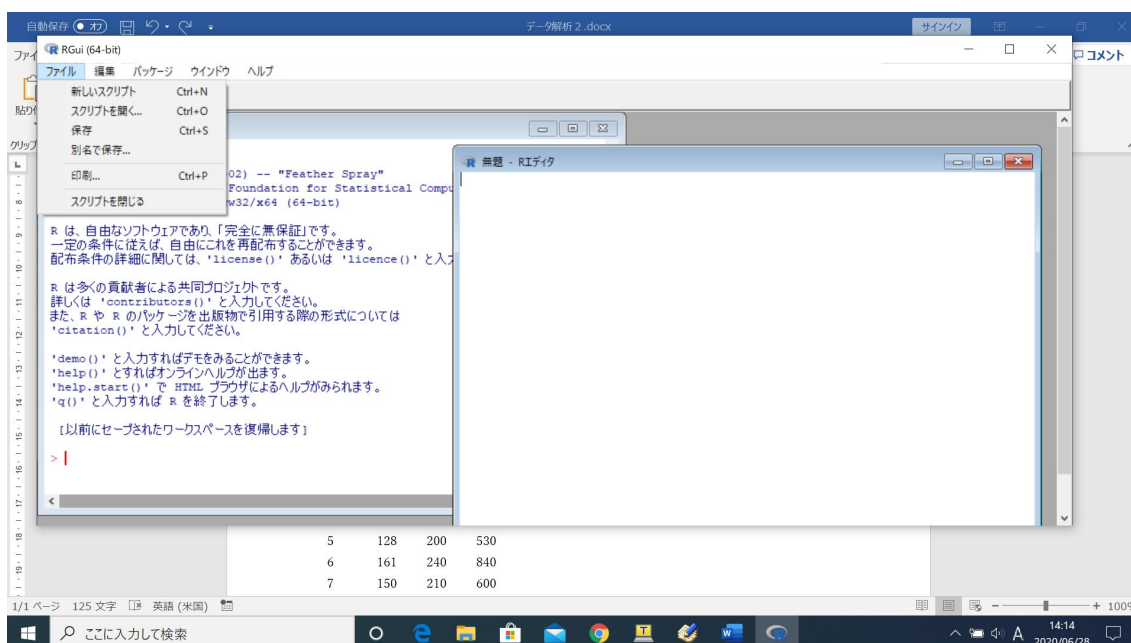 自動保存 オフ データ解析 2 .docx サインイン
RGui (64-bit)
コメント
ファイル 編集 パッケージ ウインドウ ヘルプ
新しいスクリプト Ctrl+N
スクリプトを開く... Ctrl+O
保存 Ctrl+S
別名で保存...
印刷... Ctrl+P
スクリプトを閉じる
無題 - Rエディタ
02) -- "Feather Spray"
Foundation for Statistical Compu
w32/x64 (64-bit)
R は、自由なソフトウェアであり、「完全に無保証」です。
一定の条件に従えば、自由にこれを再配布することができます。
配布条件の詳細に関しては、'license()' あるいは 'licence()' と入
R は多くの貢献者による共同プロジェクトです。
詳しくは 'contributors()' と入力してください。
また、R や R のパッケージを出版物で引用する際の形式については
'citation()' と入力してください。
'demo()' と入力すればデモをみることができます。
'help()' とすればオンラインヘルプが出ます。
'help.start()' で HTML ブラウザによるヘルプがみられます。
'q()' と入力すれば R を終了します。
[以前にセーブされたワークスペースを復帰します]
>
5 128 200 530
6 161 240 840
7 150 210 600
1/1 ページ 125 文字 英語 (米国) 100%
ここに入力して検索 A 14:14
2020/06/28